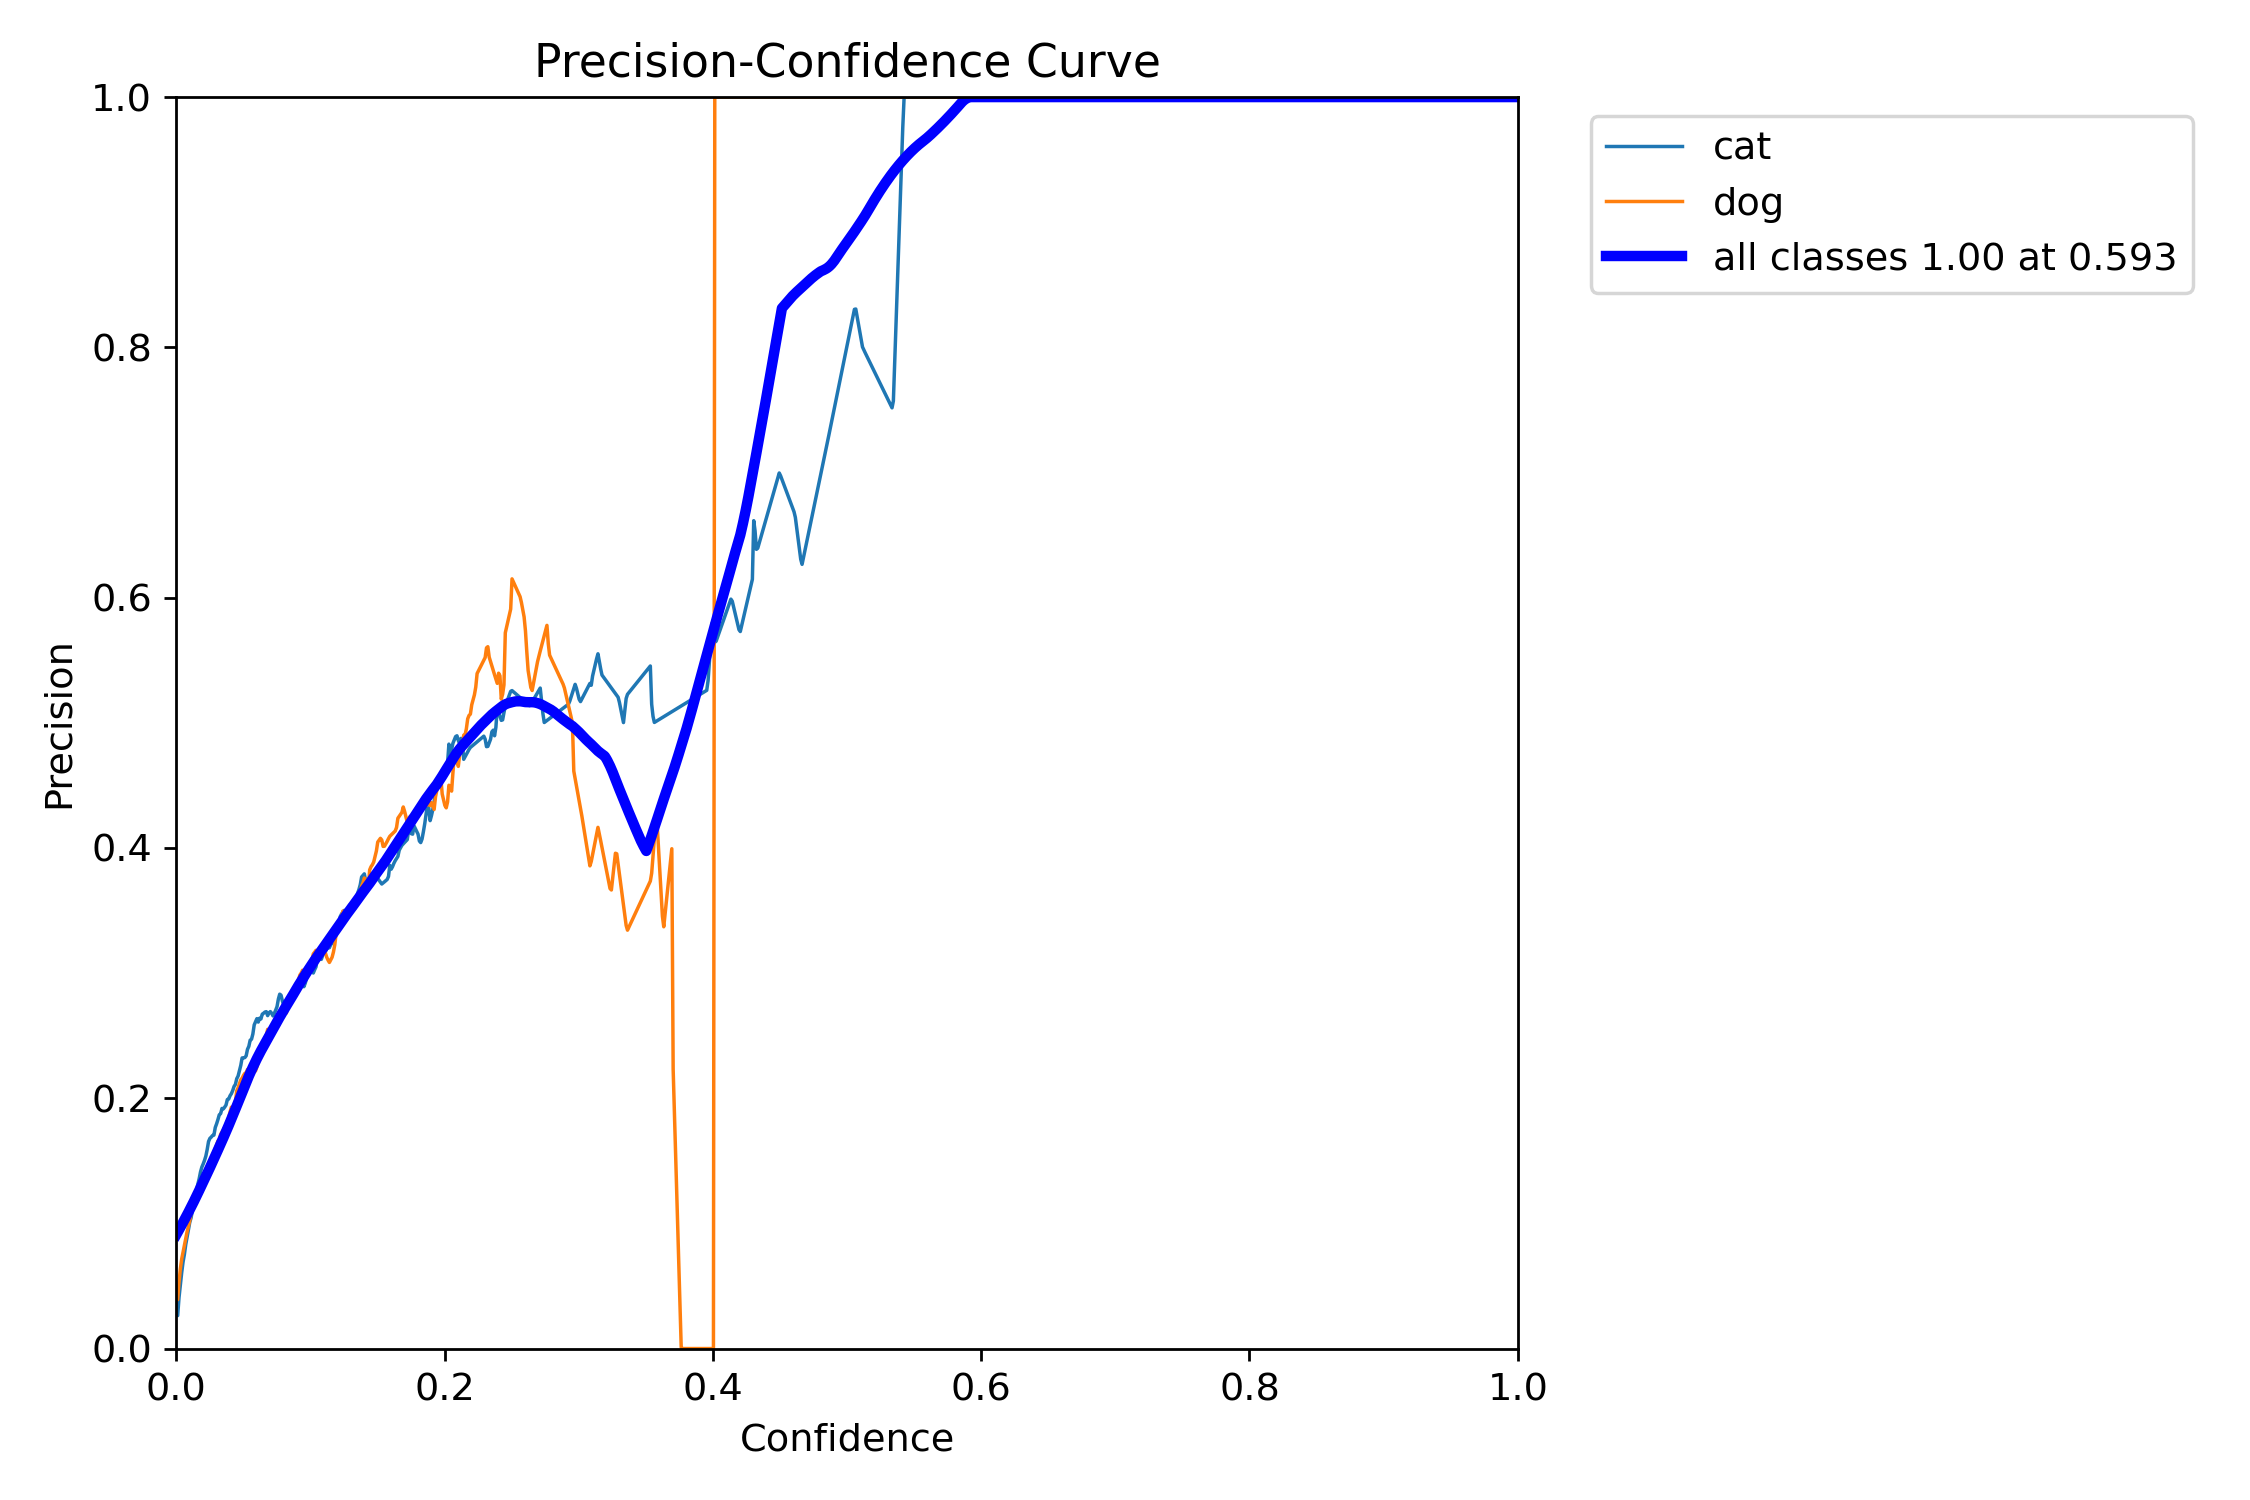 Precision-Confidence Curve
1.0
0.8
0.6
0.4
0.2
0.0
Precision
0.0 0.2 0.4 0.6 0.8 1.0
Confidence
cat
dog
all classes 1.00 at 0.593